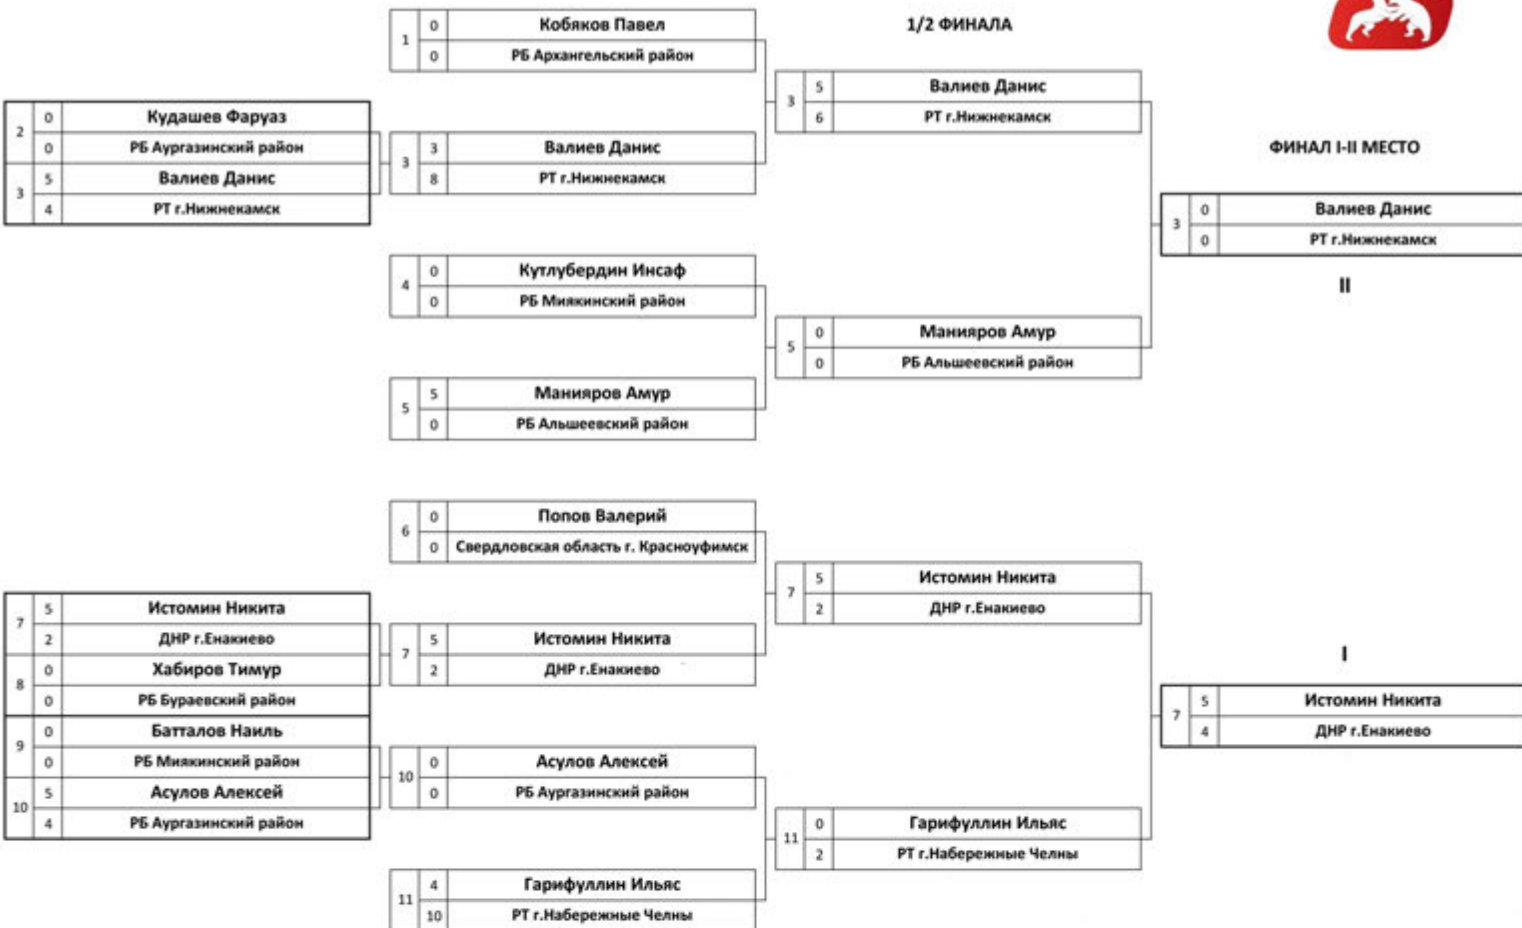 1 0 Кобяков Павел
0 РБ Архангельский район
1/2 ФИНАЛА
3 5 Валиев Данис
6 РТ г.Нижнекамск
2 0 Кудашев Фаруаз
0 РБ Аургазинский район
3 5 Валиев Данис
4 РТ г.Нижнекамск
3 3 Валиев Данис
8 РТ г.Нижнекамск
ФИНАЛ I-II МЕСТО
3 0 Валиев Данис
0 РТ г.Нижнекамск
II
4 0 Кутлубердин Инсаф
0 РБ Миякинский район
5 0 Манияров Амур
0 РБ Альшеевский район
5 5 Манияров Амур
0 РБ Альшеевский район
6 0 Попов Валерий
0 Свердловская область г. Красноуфимск
7 5 Истомин Никита
2 ДНР г.Енакиево
7 5 Истомин Никита
2 ДНР г.Енакиево
8 0 Хабиров Тимур
0 РБ Бураевский район
7 5 Истомин Никита
2 ДНР г.Енакиево
I
7 5 Истомин Никита
4 ДНР г.Енакиево
9 0 Батталов Наиль
0 РБ Миякинский район
10 5 Асулов Алексей
4 РБ Аургазинский район
10 0 Асулов Алексей
0 РБ Аургазинский район
11 0 Гарифуллин Ильяс
2 РТ г.Набережные Челны
11 4 Гарифуллин Ильяс
10 РТ г.Набережные Челны